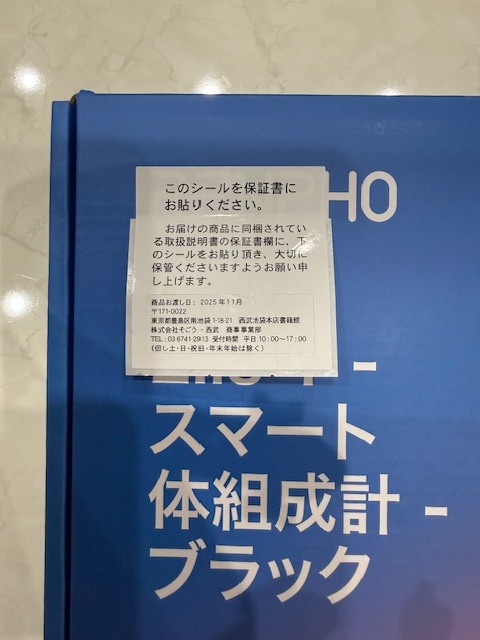 このシールを保証書に
お貼りください。
お届けの商品に同梱されてい
る取扱説明書の保証書欄に、下
のシールをお貼り頂き、大切に
保管くださいますようお願い申
し上げます。
商品お渡し日: 2025年11月
〒171-0022
東京都豊島区南池袋1-18-21 西武池袋本店書籍館
株式会社そごう・西武 商事事業部
TEL:03-6741-2913 受付時間 平日10:00～17:00
(但し土・日・祝日・年末年始は除く)
HO
スマート
体組成計 -
ブラック